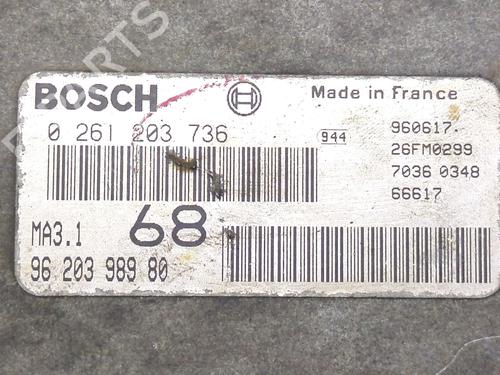 PARTS
BOSCH
Made in France
0 261 203 736
944
960617
26FM0299
7036 0348
66617
MA3.1
68
96 203 989 80